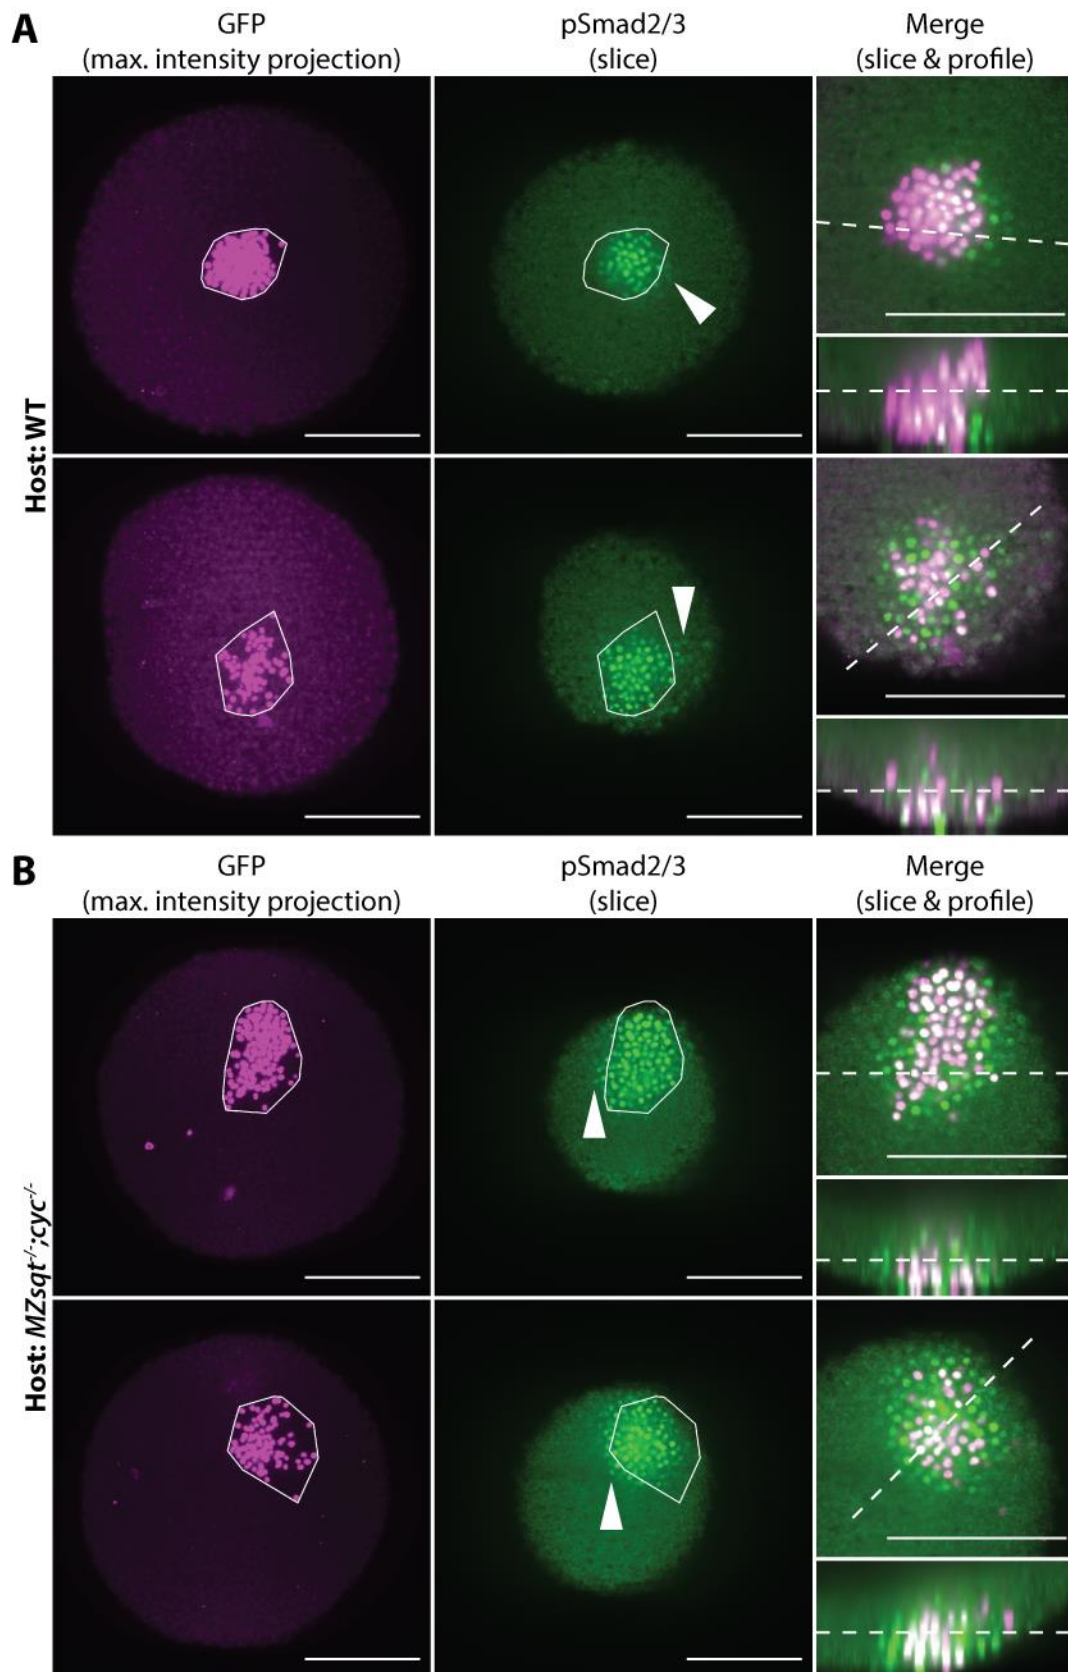 A
GFP
(max. intensity projection)
pSmad2/3
(slice)
Merge
(slice & profile)
Host: WT
B
GFP
(max. intensity projection)
pSmad2/3
(slice)
Merge
(slice & profile)
Host: MZsqt-/-;cyc-/-